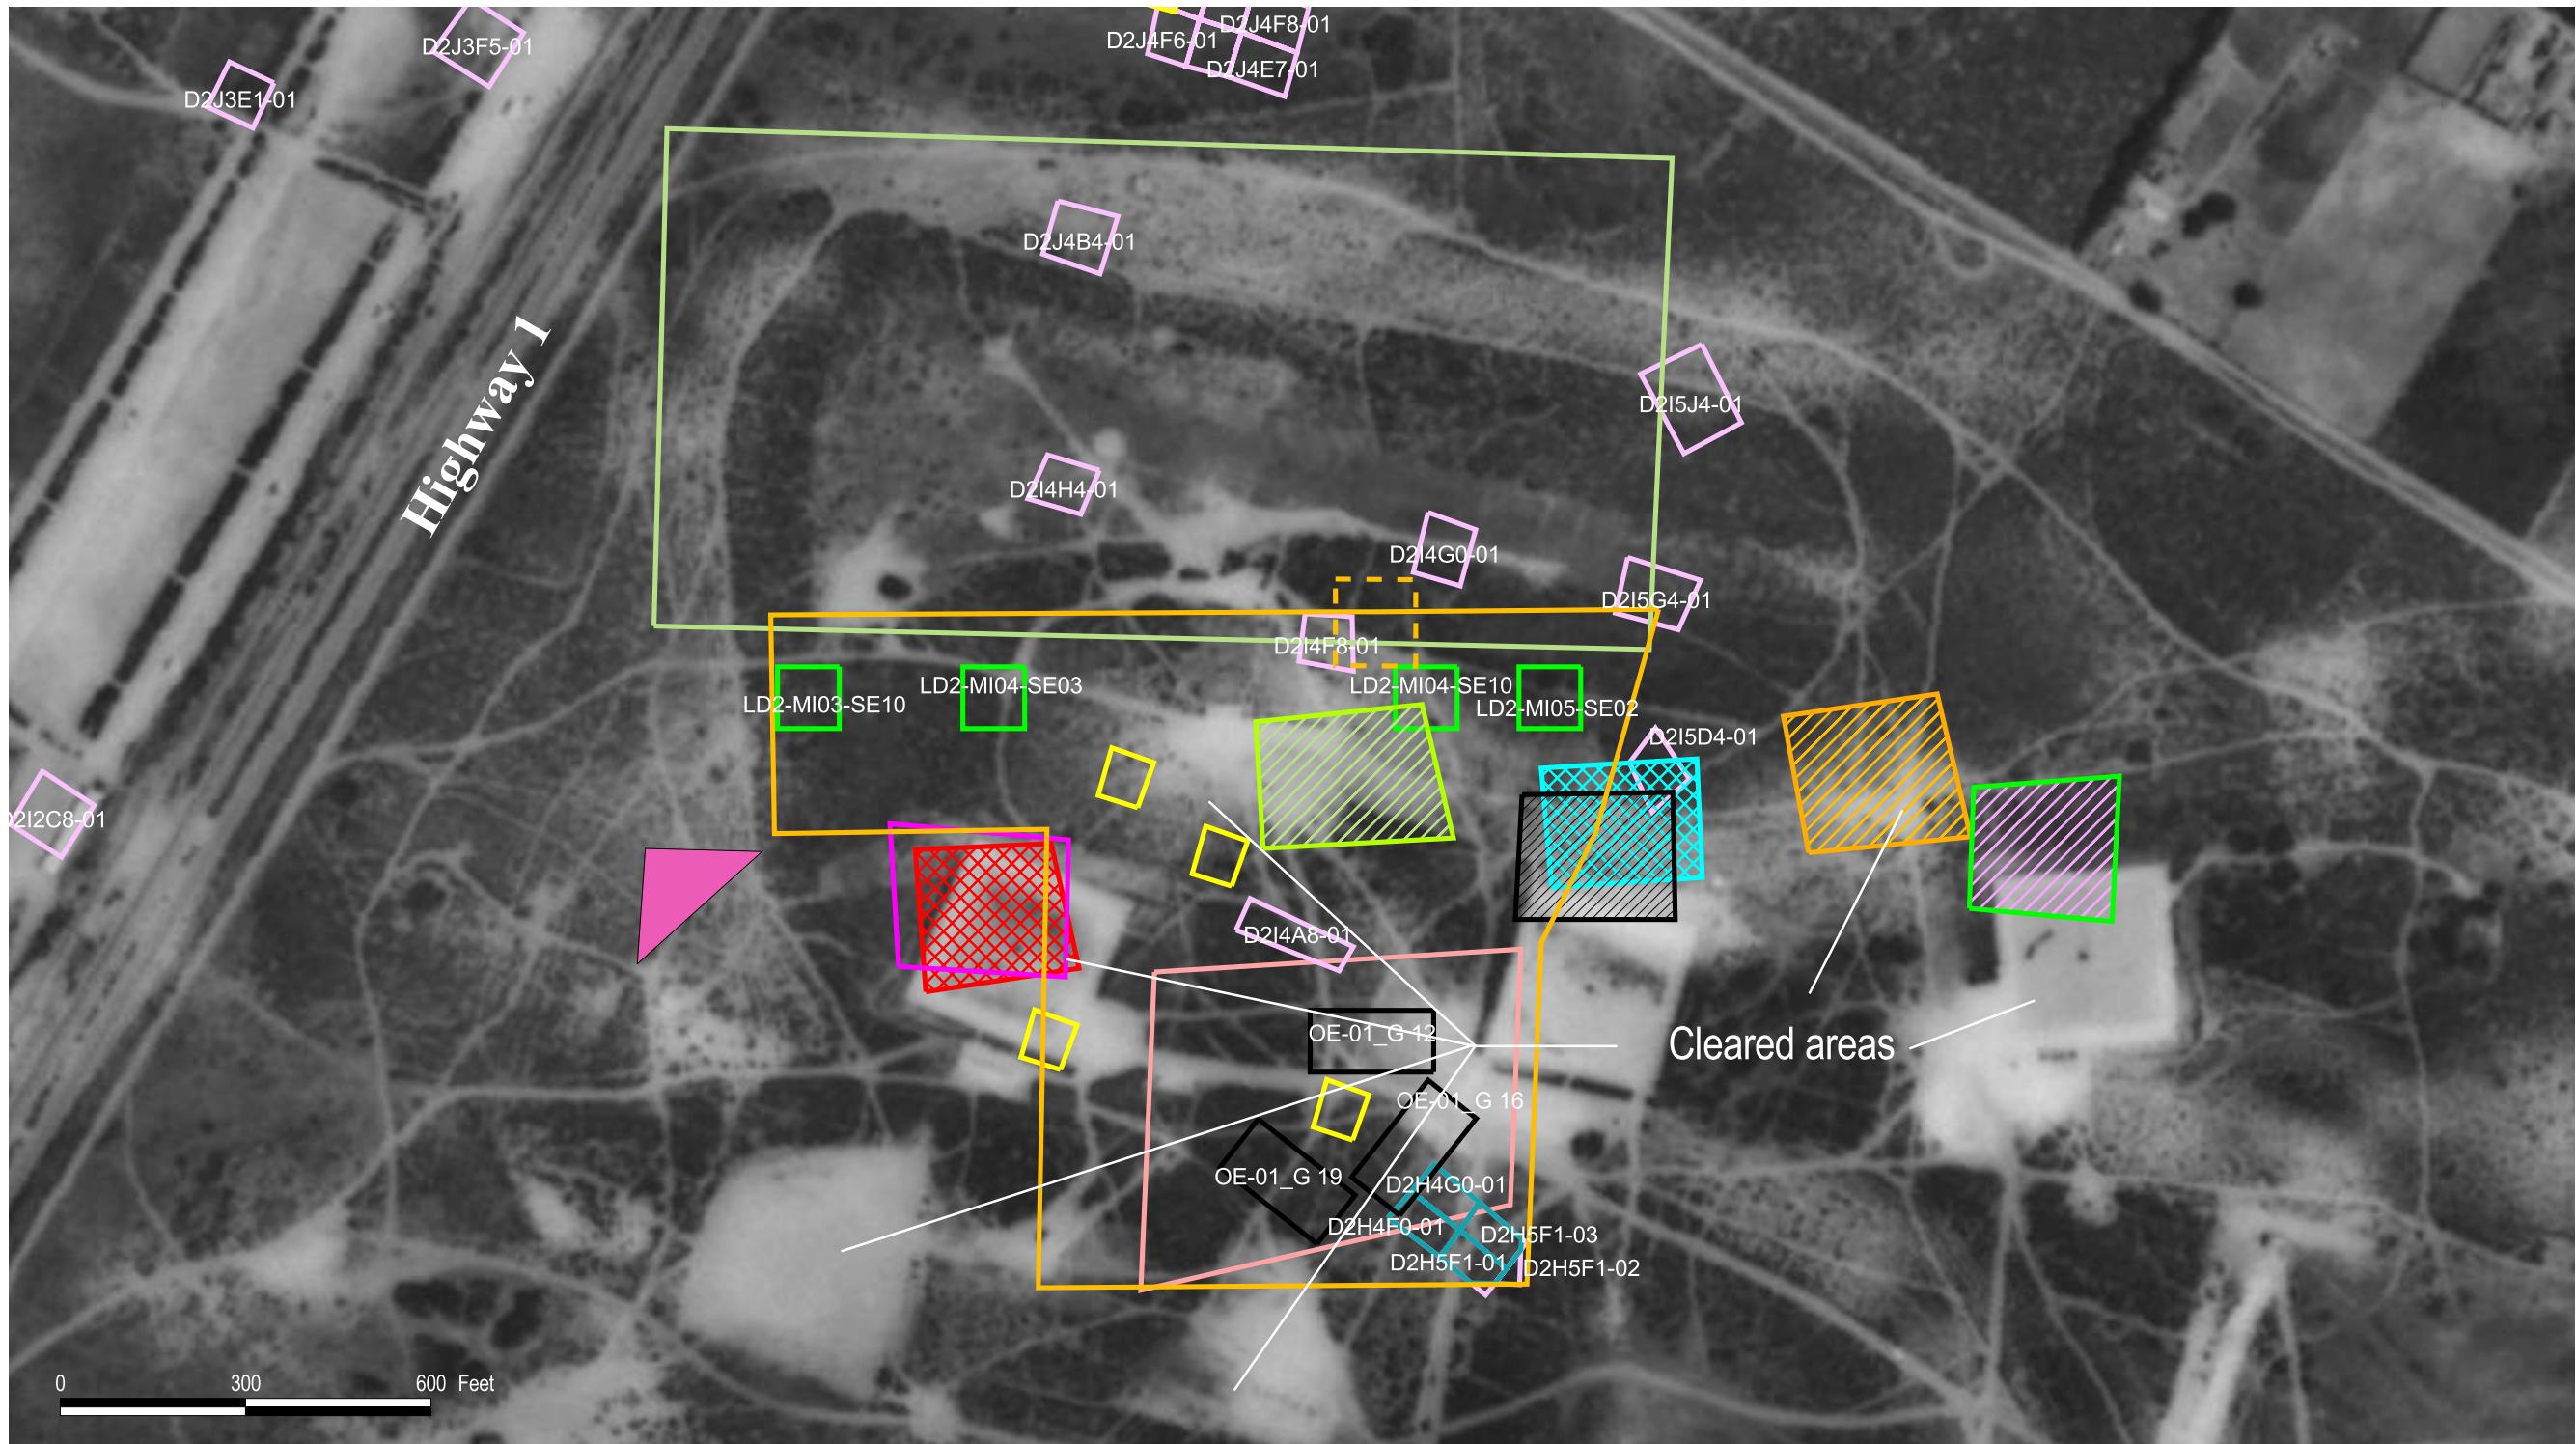 D2J3F5-01
D2J4F8-01
D2J4F6-01
D2J4E7-01
D2J3E1-01
D2J4B4-01
Highway 1
D2I5J4-01
D2I4H4-01
D2I4G0-01
D2I5G4-01
D2I4F8-01
LD2-MI03-SE10
LD2-MI04-SE03
LD2-MI04-SE10
LD2-MI05-SE02
D2I5D4-01
D2I2C8-01
D2I4A8-01
OE-01_G 12
Cleared areas
OE-01_G 16
OE-01_G 19
D2H4G0-01
D2H4F0-01
D2H5F1-03
D2H5F1-01
D2H5F1-02
0 300 600 Feet